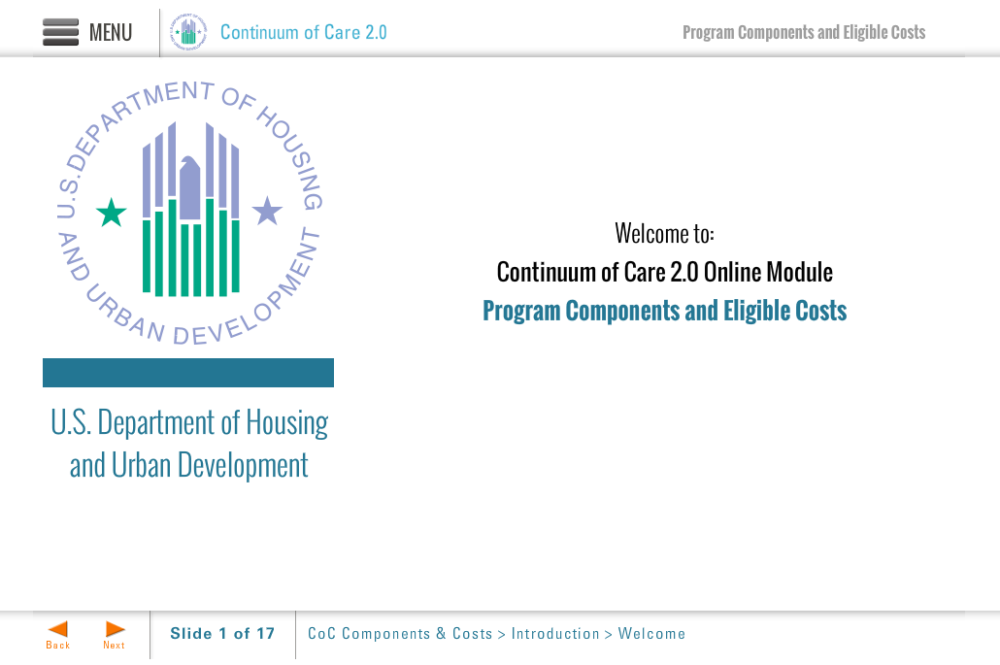 MENU
Continuum of Care 2.0
Program Components and Eligible Costs
U.S. DEPARTMENT OF HOUSING
AND URBAN DEVELOPMENT
U.S. Department of Housing
and Urban Development
Welcome to:
Continuum of Care 2.0 Online Module
Program Components and Eligible Costs
Back
Next
Slide 1 of 17
CoC Components & Costs > Introduction > Welcome